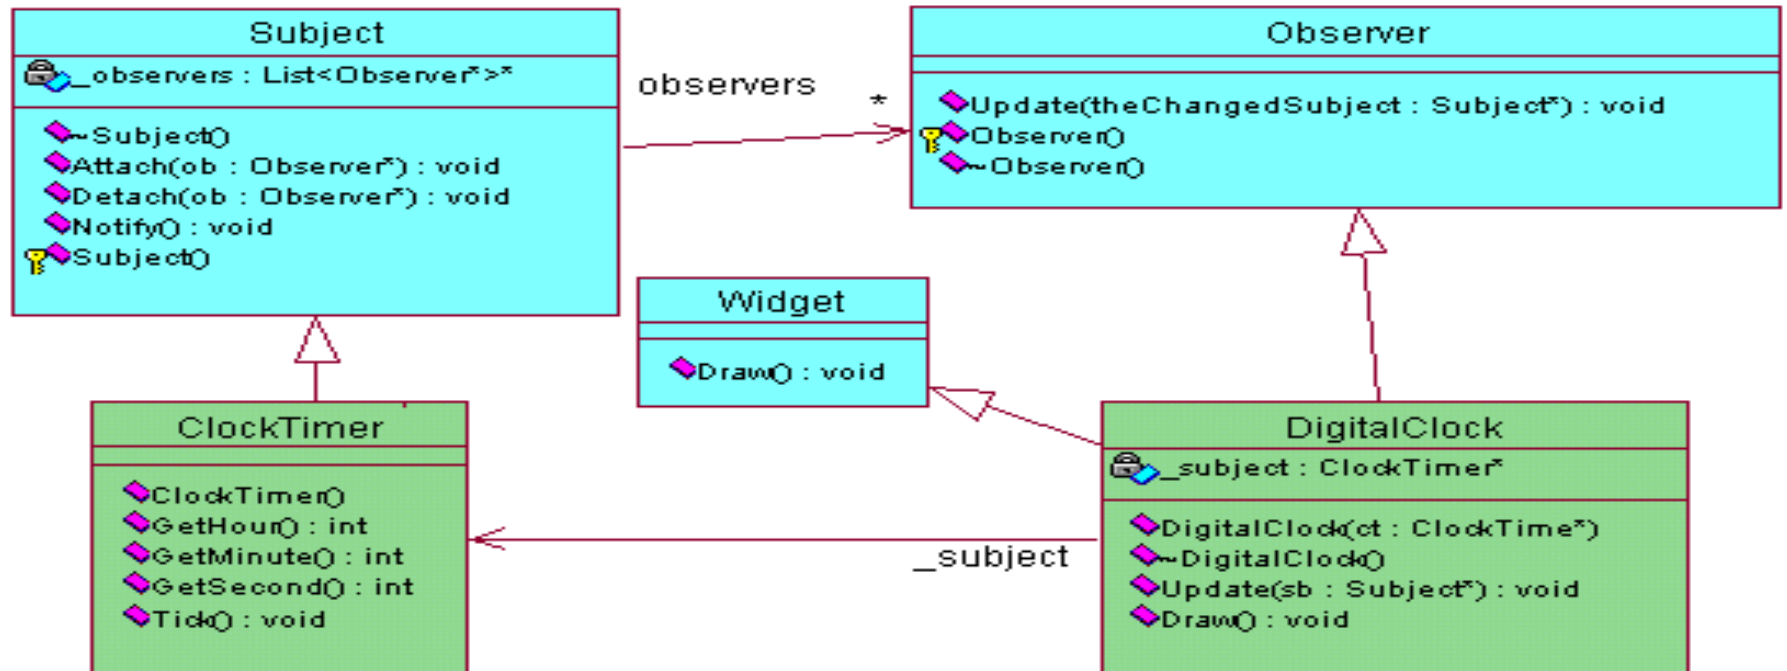 Subject
_observers : List<Observer*>*
~Subject()
Attach(ob : Observer*) : void
Detach(ob : Observer*) : void
Notify() : void
Subject()
observers
*
Observer
Update(theChangedSubject : Subject*) : void
Observer()
~Observer()
Widget
Draw() : void
ClockTimer
ClockTimer()
GetHour() : int
GetMinute() : int
GetSecond() : int
Tick() : void
_subject
DigitalClock
_subject : ClockTimer*
DigitalClock(ct : ClockTime*)
~DigitalClock()
Update(sb : Subject*) : void
Draw() : void